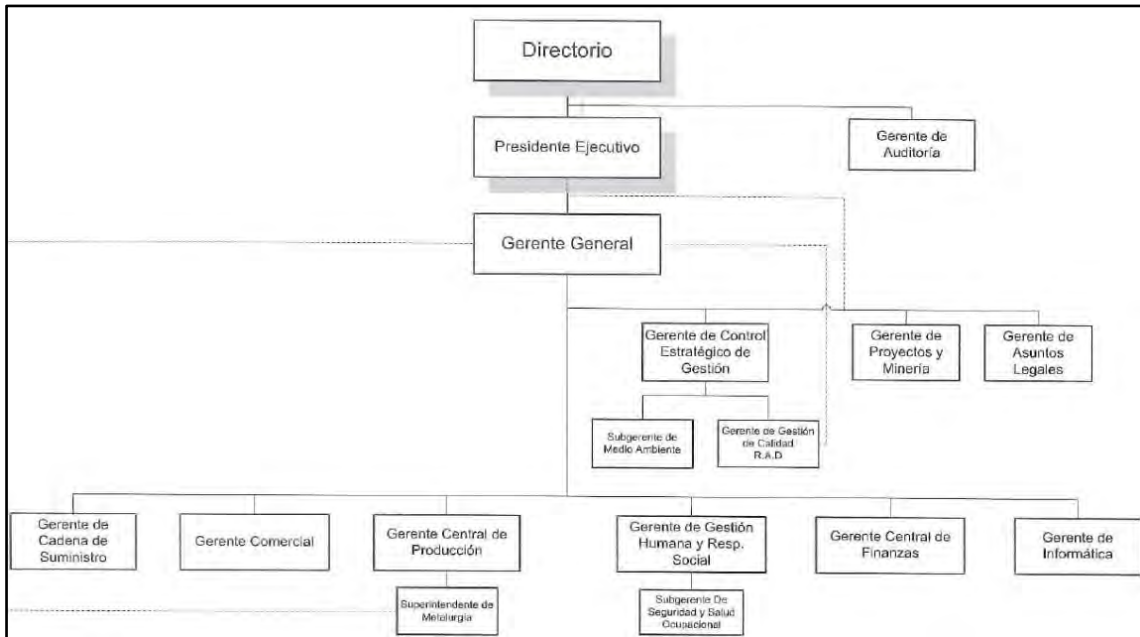 Directorio
Presidente Ejecutivo
Gerente de
Auditoría
Gerente General
Gerente de Control
Estratégico de
Gestión
Gerente de
Proyectos y
Minería
Gerente de
Asuntos
Legales
Subgerente de
Medio Ambiente
Gerente de Gestión
de Calidad
R.A.D
Gerente de
Cadena de
Suministro
Gerente Comercial
Gerente Central de
Producción
Gerente de Gestión
Humana y Resp.
Social
Gerente Central de
Finanzas
Gerente de
Informática
Superintendente de
Metalurgia
Subgerente De
Seguridad y Salud
Ocupacional